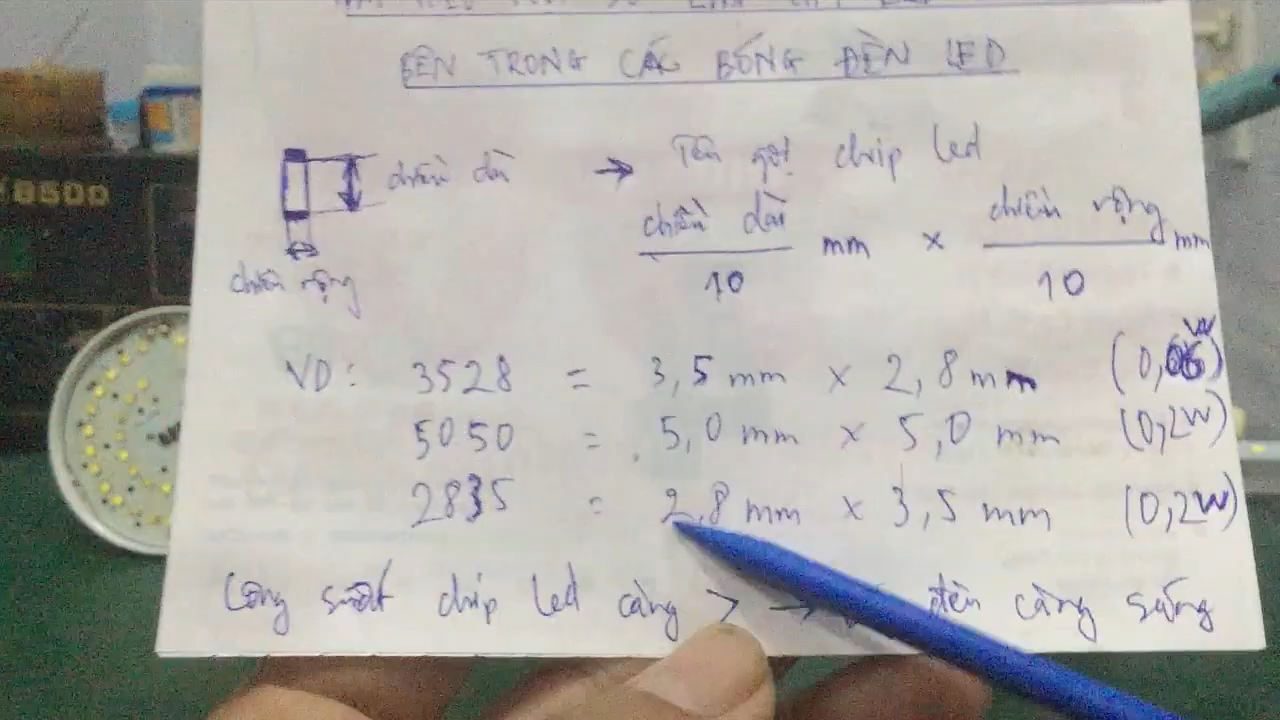 BÊN TRONG CÁC BÓNG ĐÈN LED
chiều dài
→ Tên gọi chip led
chiều dài / 10 mm x chiều rộng / 10 mm
chiều rộng
VD: 3528 = 3,5 mm x 2,8 mm (0,06W)
5050 = 5,0 mm x 5,0 mm (0,2W)
2835 = 2,8 mm x 3,5 mm (0,2W)
Công suất chip led càng > → đèn càng sáng
8500